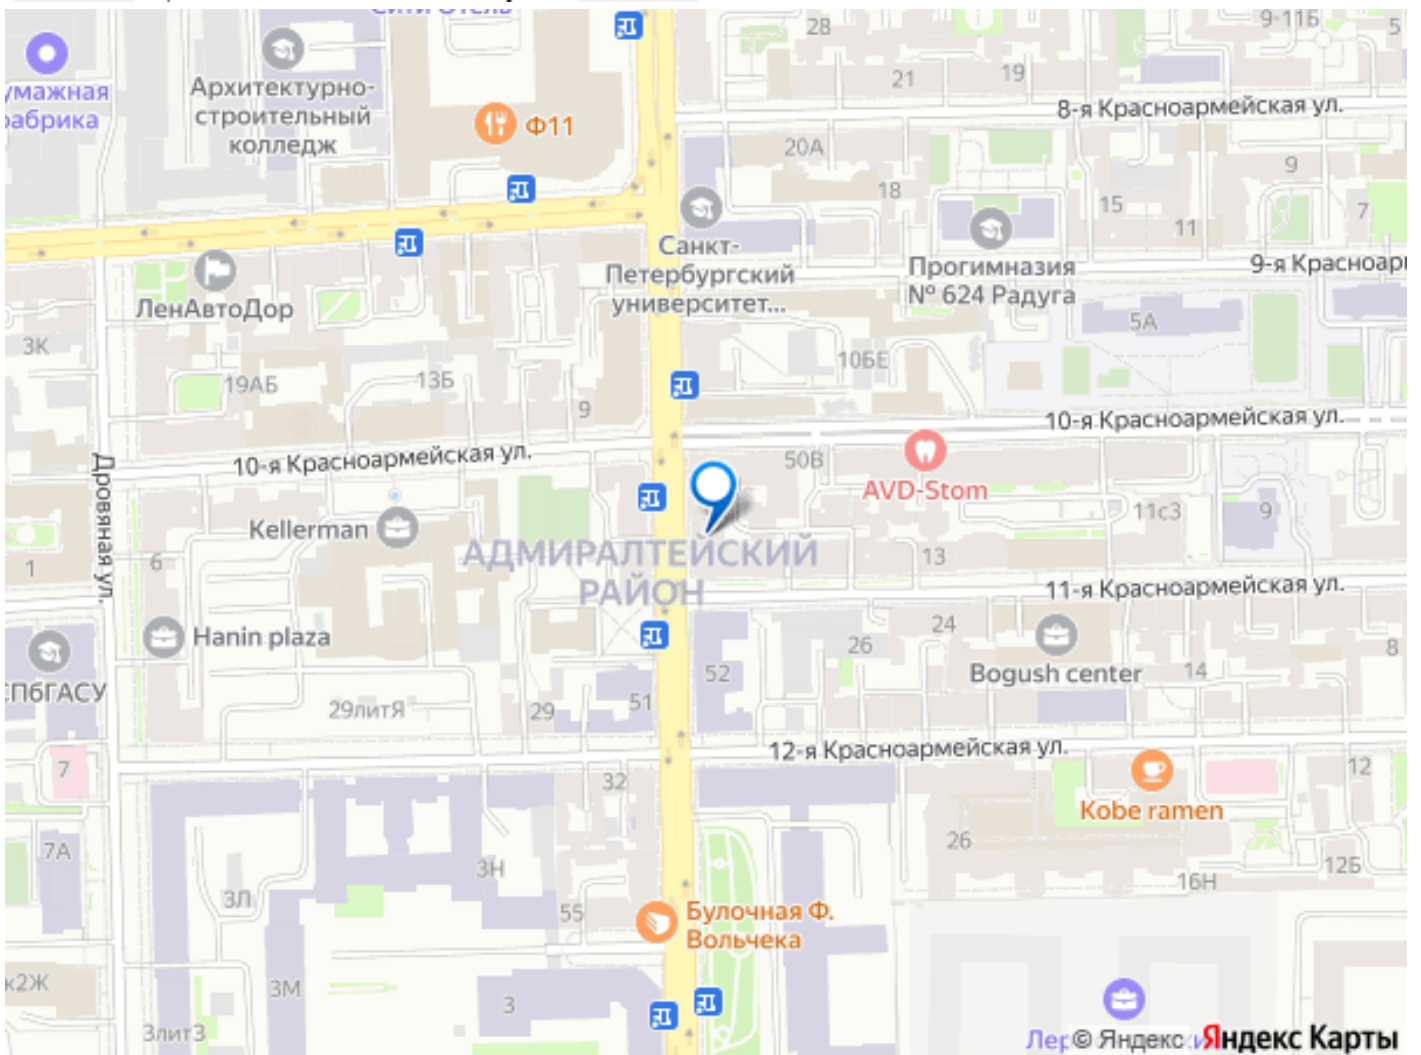 Сити Отель
28
9-11Б
5
умажная
фабрика
Архитектурно-
строительный
колледж
Ф11
21
19
8-я Красноармейская ул.
20А
9
18
15
7
11
Санкт-
Петербургский
университет...
Прогимназия
№ 624 Радуга
9-я Красноар
ЛенАвтоДор
5А
3К
10БЕ
19АБ
13Б
9
10-я Красноармейская ул.
10-я Красноармейская ул.
50В
AVD-Stom
Дровяная ул.
Kellerman
11с3
9
АДМИРАЛТЕЙСКИЙ
РАЙОН
13
1
6
11-я Красноармейская ул.
Hanin plaza
24
26
8
Bogush center
14
СПбГАСУ
52
51
29литЯ
29
12-я Красноармейская ул.
7
32
12
Kobe ramen
26
7А
3Н
12Б
16Н
3Л
55
Булочная Ф.
Вольчека
к2Ж
3М
3
3лит3
Лер
© Яндекс
Яндекс Карты